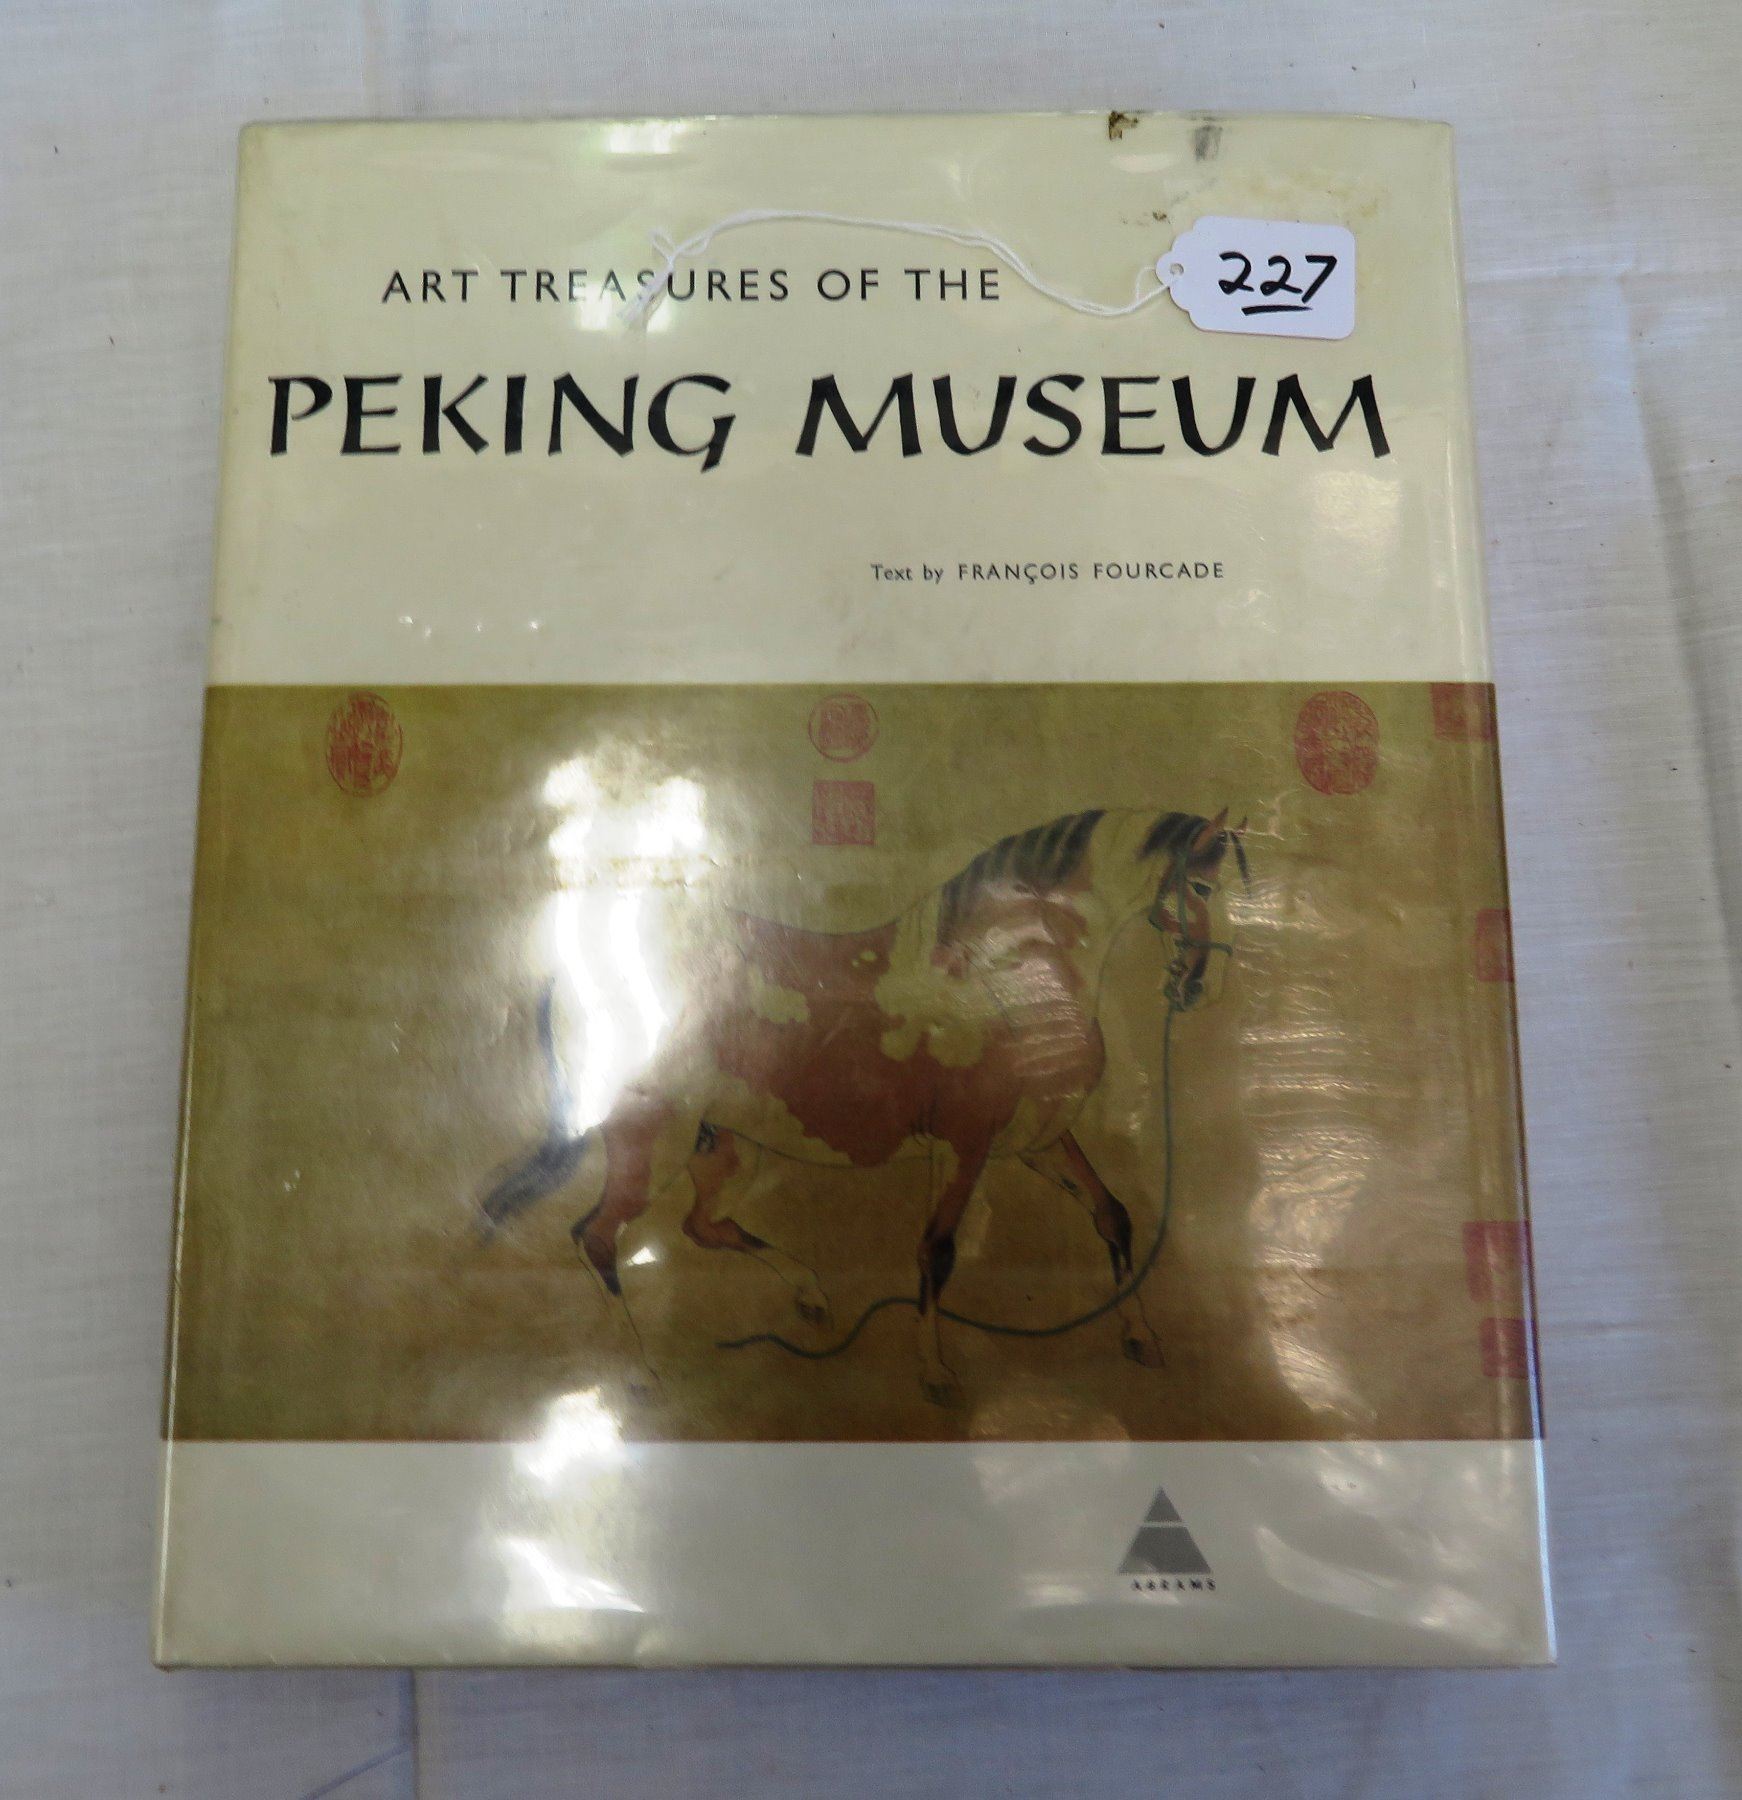 227
ART TREASURES OF THE
PEKING MUSEUM
Text by FRANÇOIS FOURCADE
ABRAMS